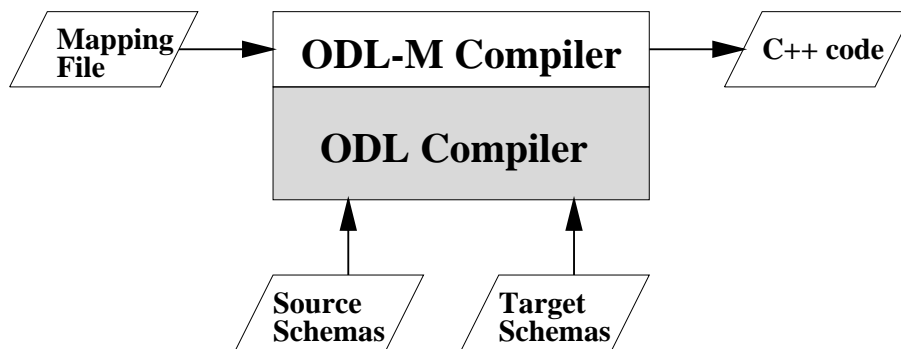 Mapping
File
ODL-M Compiler
C++ code
ODL Compiler
Source
Schemas
Target
Schemas